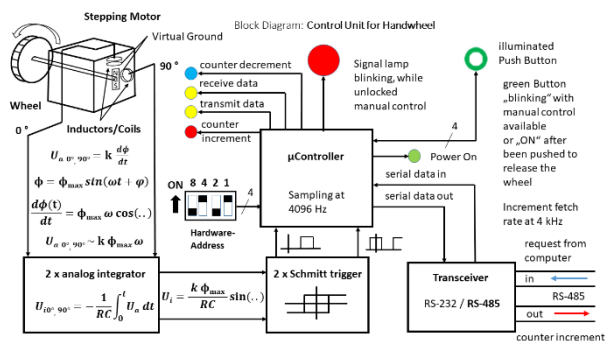 Block Diagram: Control Unit for Handwheel
Stepping Motor
Virtual Ground
Wheel
0 °
90 °
Inductors/Coils
U_a 0°, 90° = k dϕ/dt
ϕ = ϕ_max sin(ωt + φ)
dϕ(t)/dt = ϕ_max ω cos(..)
U_a 0°, 90° ~ k ϕ_max ω
2 x analog integrator
U_i0°, 90° = −1/RC ∫_0^t U_a dt
U_i = k ϕ_max/RC sin(..)
2 x Schmitt trigger
counter decrement
receive data
transmit data
counter
increment
Signal lamp
blinking, while
unlocked
manual control
illuminated
Push Button
green Button
„blinking" with
manual control
available
or „ON" after
been pushed to
release the
wheel
Increment fetch
rate at 4 kHz
4
Power On
µController
Sampling at
4096 Hz
ON
8 4 2 1
4
Hardware-
Address
serial data in
serial data out
Transceiver
RS-232 / RS-485
request from
computer
in
RS-485
out
counter increment